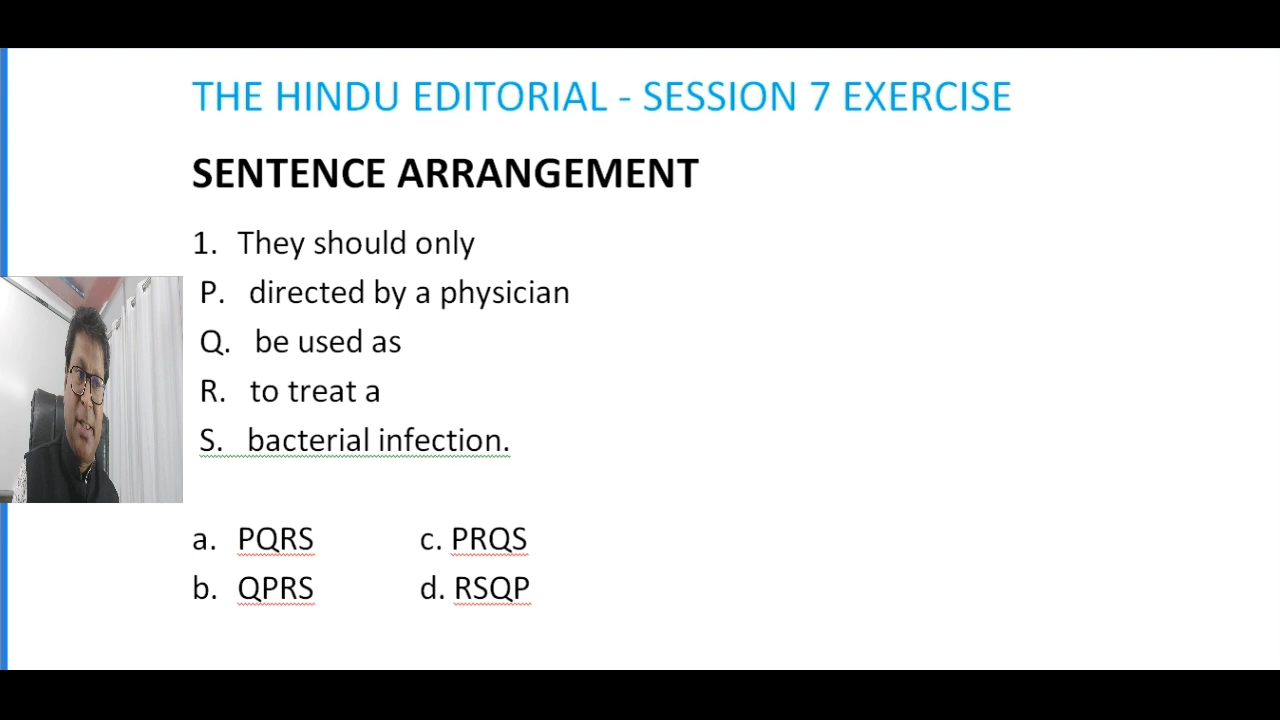 THE HINDU EDITORIAL - SESSION 7 EXERCISE
SENTENCE ARRANGEMENT
1. They should only
P. directed by a physician
Q. be used as
R. to treat a
S. bacterial infection.
a. PQRS c. PRQS
b. QPRS d. RSQP